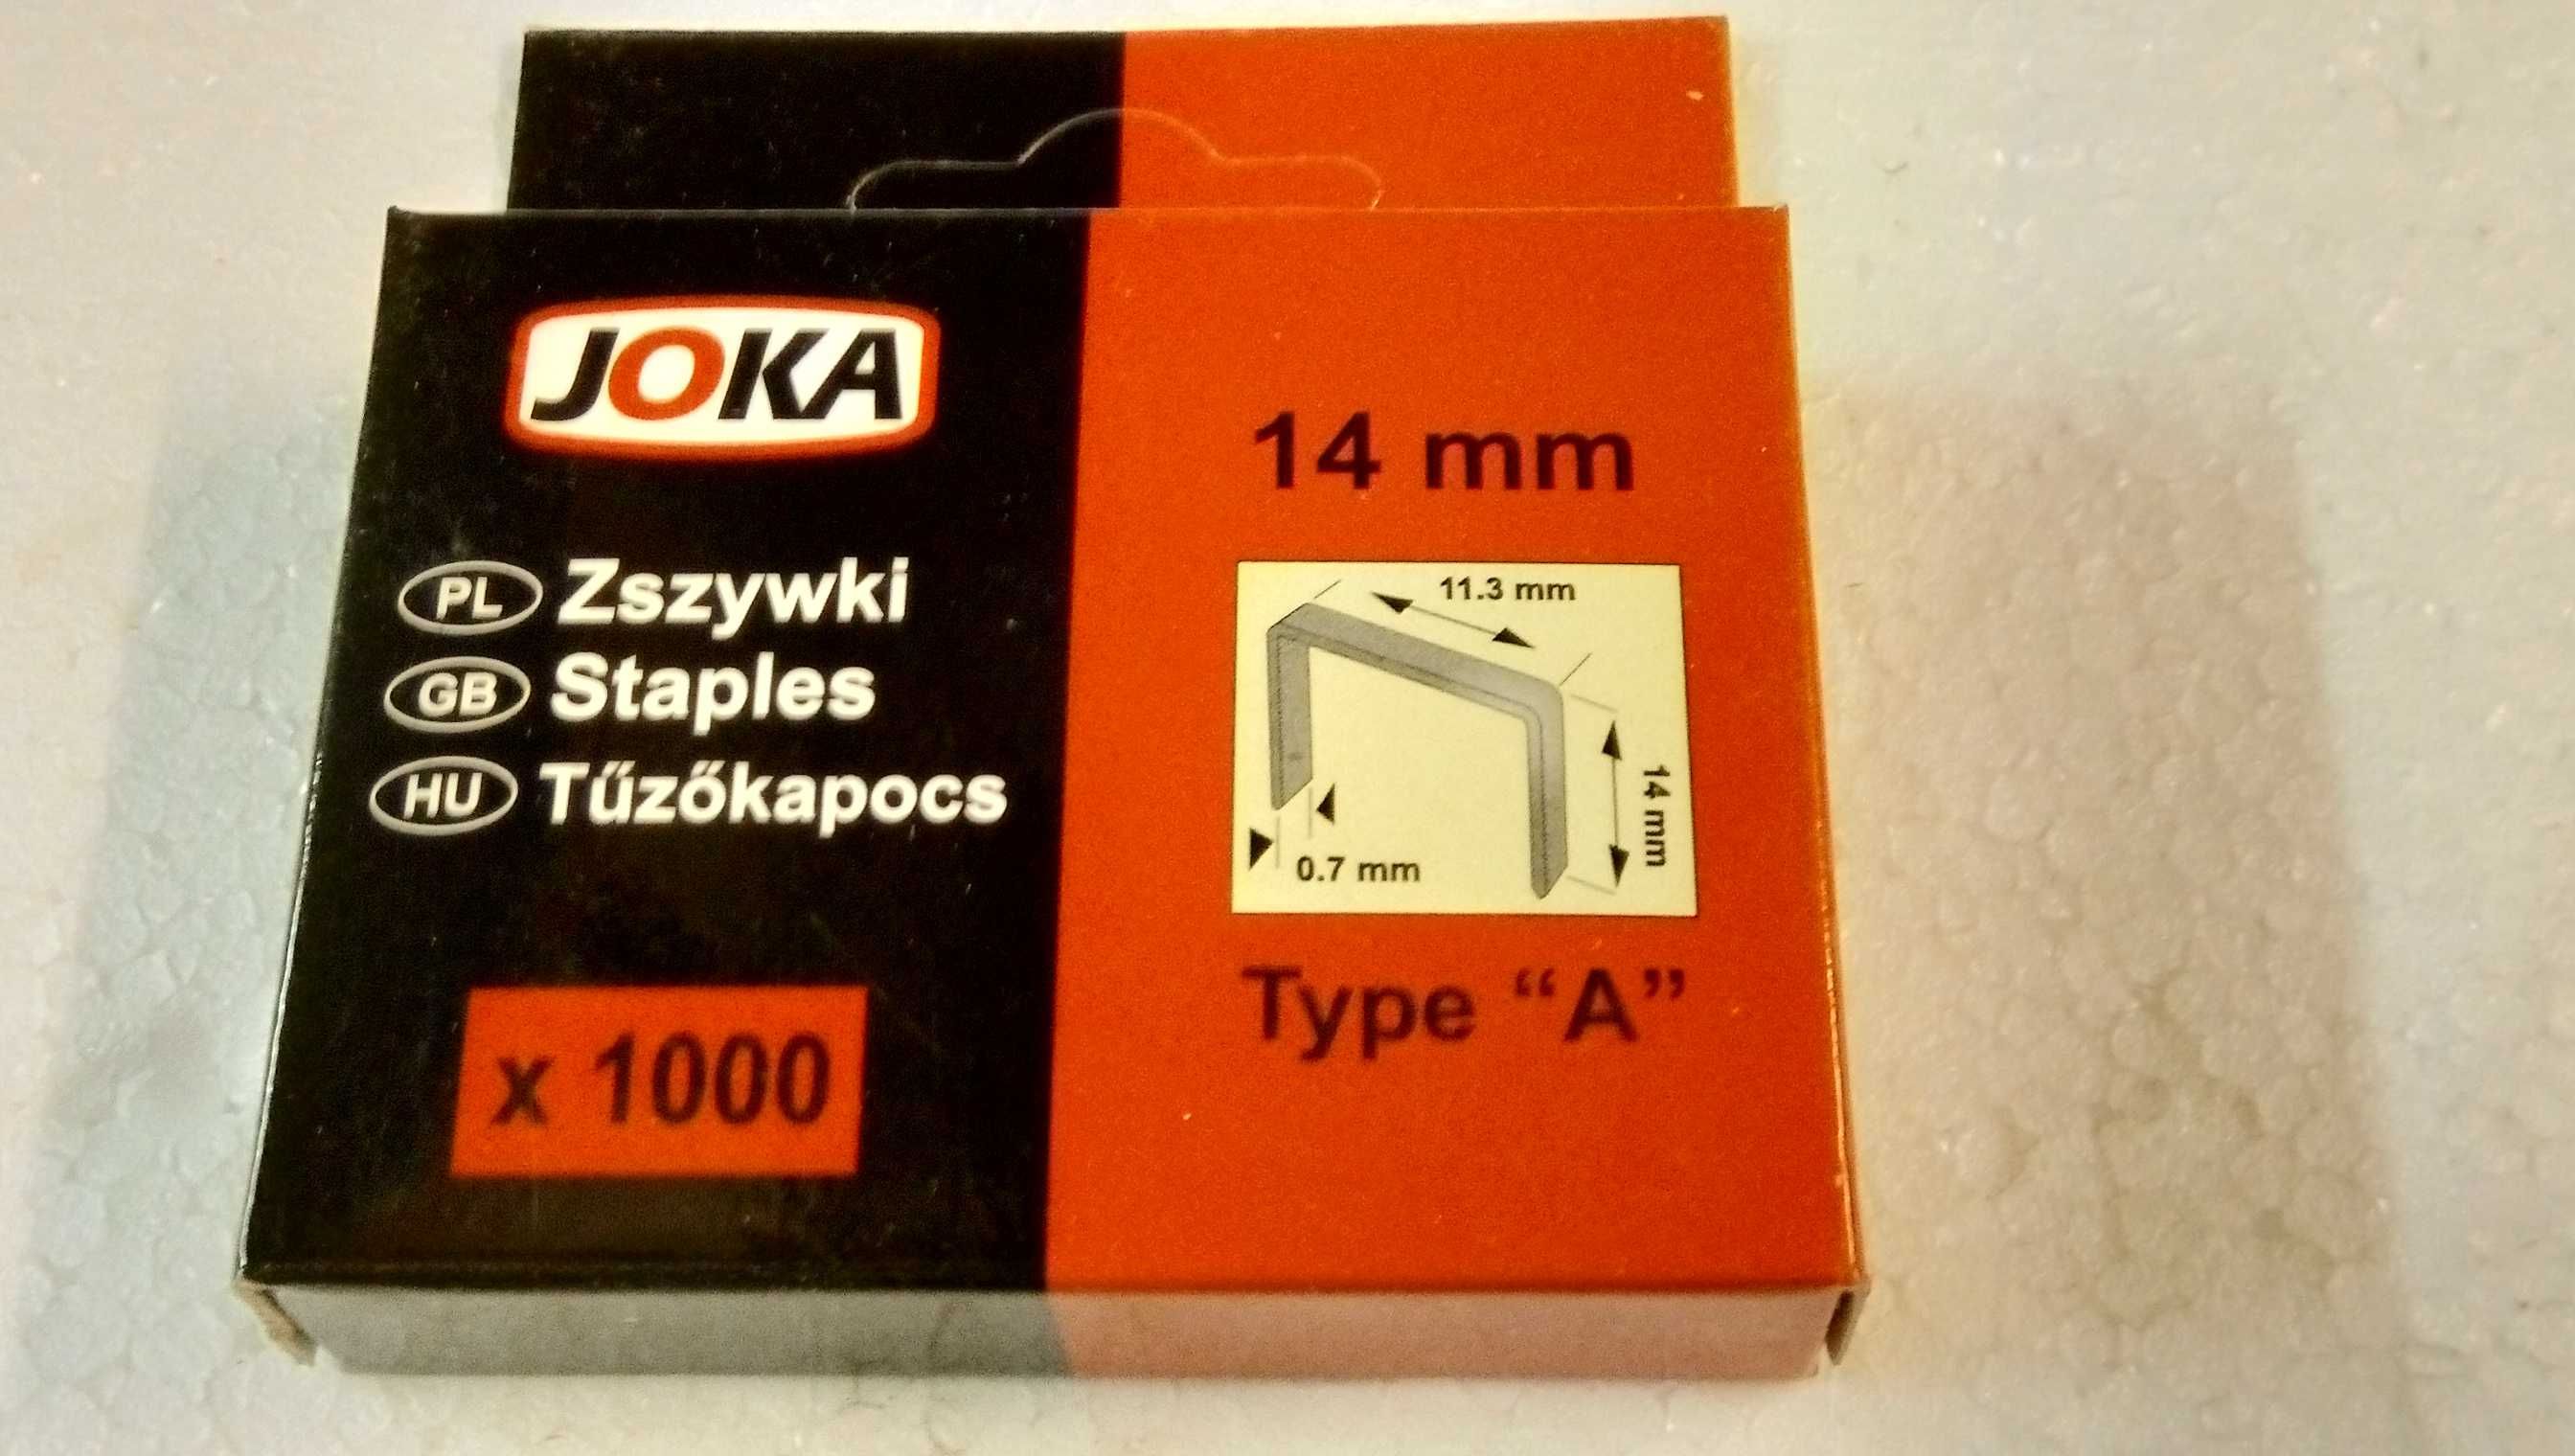 JOKA
PL Zszywki
GB Staples
HU Tűzőkapocs
x 1000
14 mm
11.3 mm
14 mm
0.7 mm
Type “A”